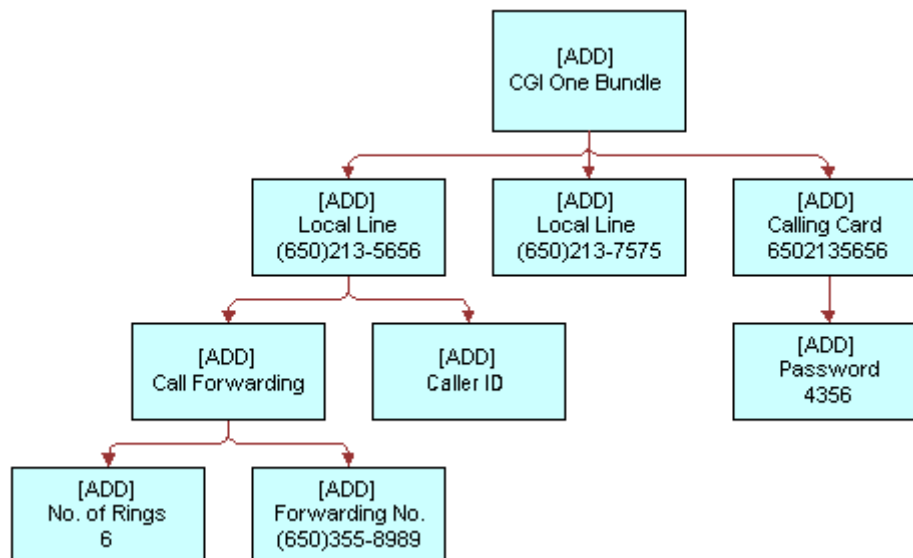 [ADD]
CGI One Bundle
[ADD]
Local Line
(650)213-5656
[ADD]
Local Line
(650)213-7575
[ADD]
Calling Card
6502135656
[ADD]
Call Forwarding
[ADD]
Caller ID
[ADD]
Password
4356
[ADD]
No. of Rings
6
[ADD]
Forwarding No.
(650)355-8989